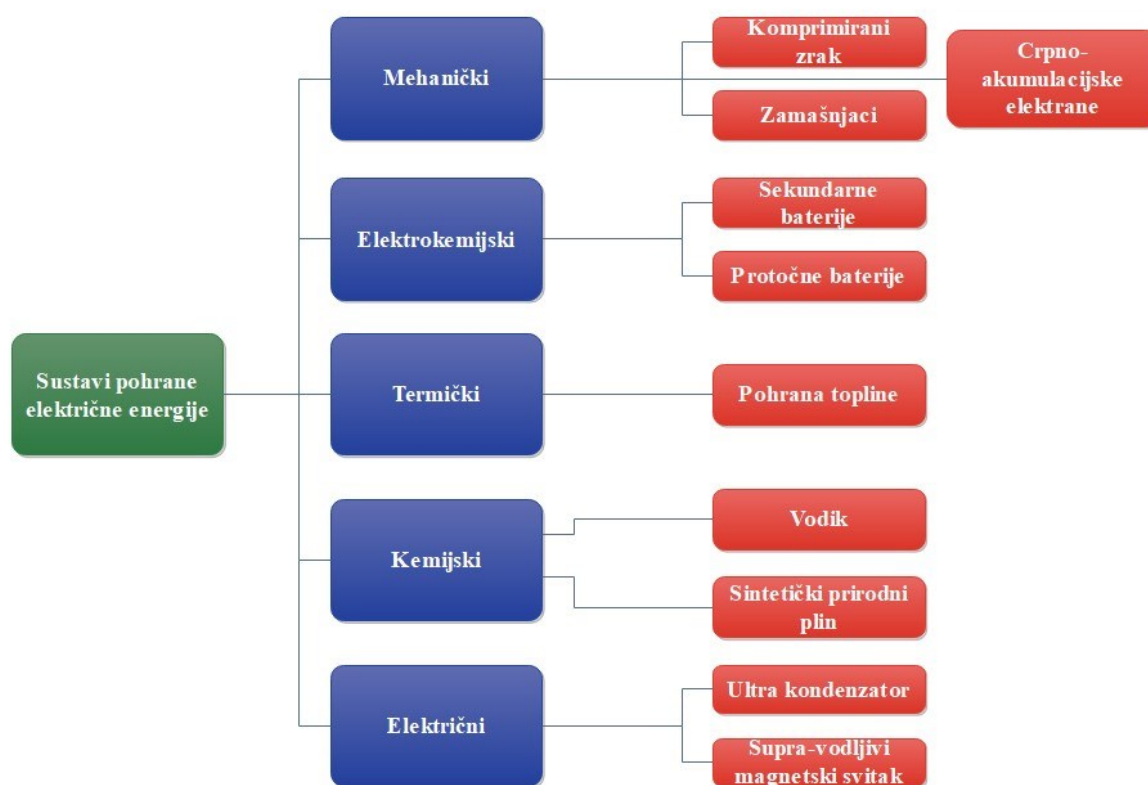 Sustavi pohrane
električne energije
Mehanički
Komprimirani
zrak
Zamašnjaci
Crpno-
akumulacijske
elektrane
Elektrokemijski
Sekundarne
baterije
Protočne baterije
Termički
Pohrana topline
Kemijski
Vodik
Sintetički prirodni
plin
Električni
Ultra kondenzator
Supra-vodljivi
magnetski svitak